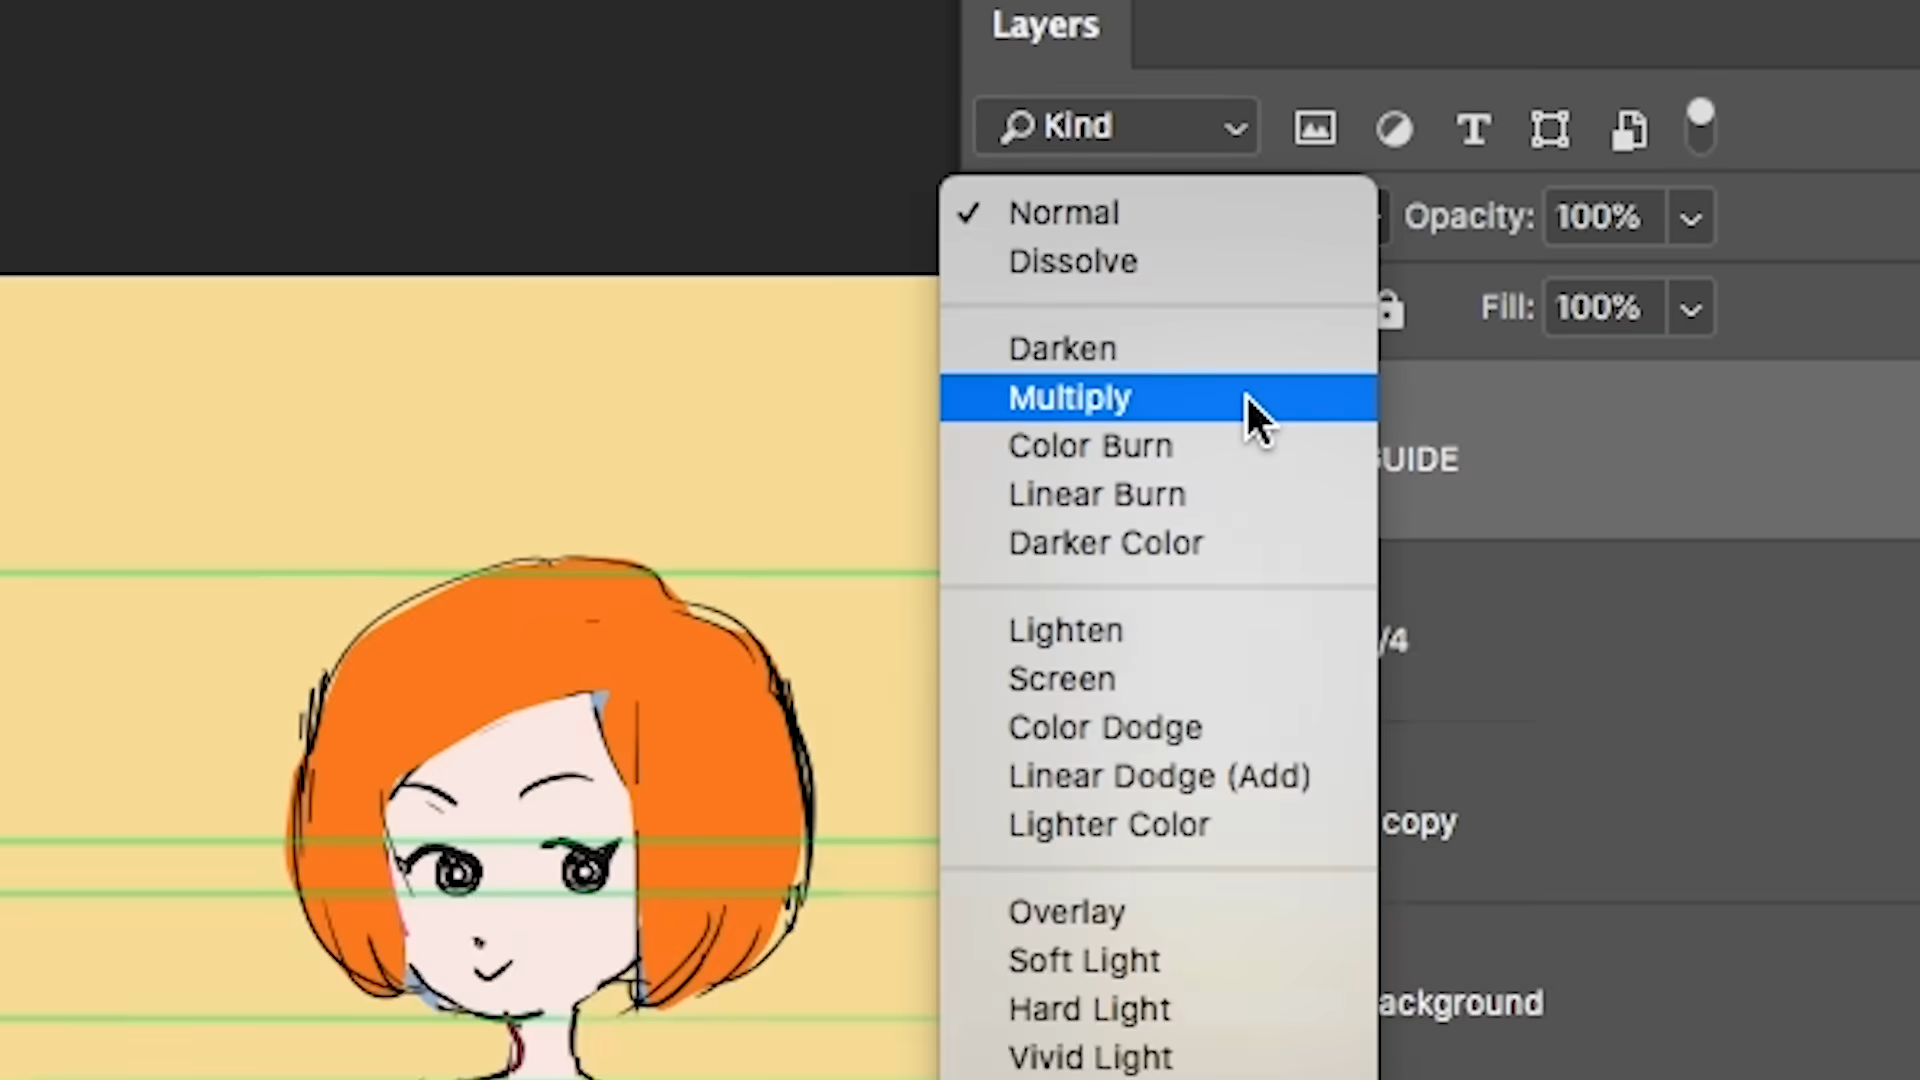 Layers
Kind
Normal
Opacity: 100%
Dissolve
Fill: 100%
Darken
Multiply
Color Burn
UIDE
Linear Burn
Darker Color
Lighten
/4
Screen
Color Dodge
Linear Dodge (Add)
Lighter Color
copy
Overlay
Soft Light
Hard Light
ackground
Vivid Light